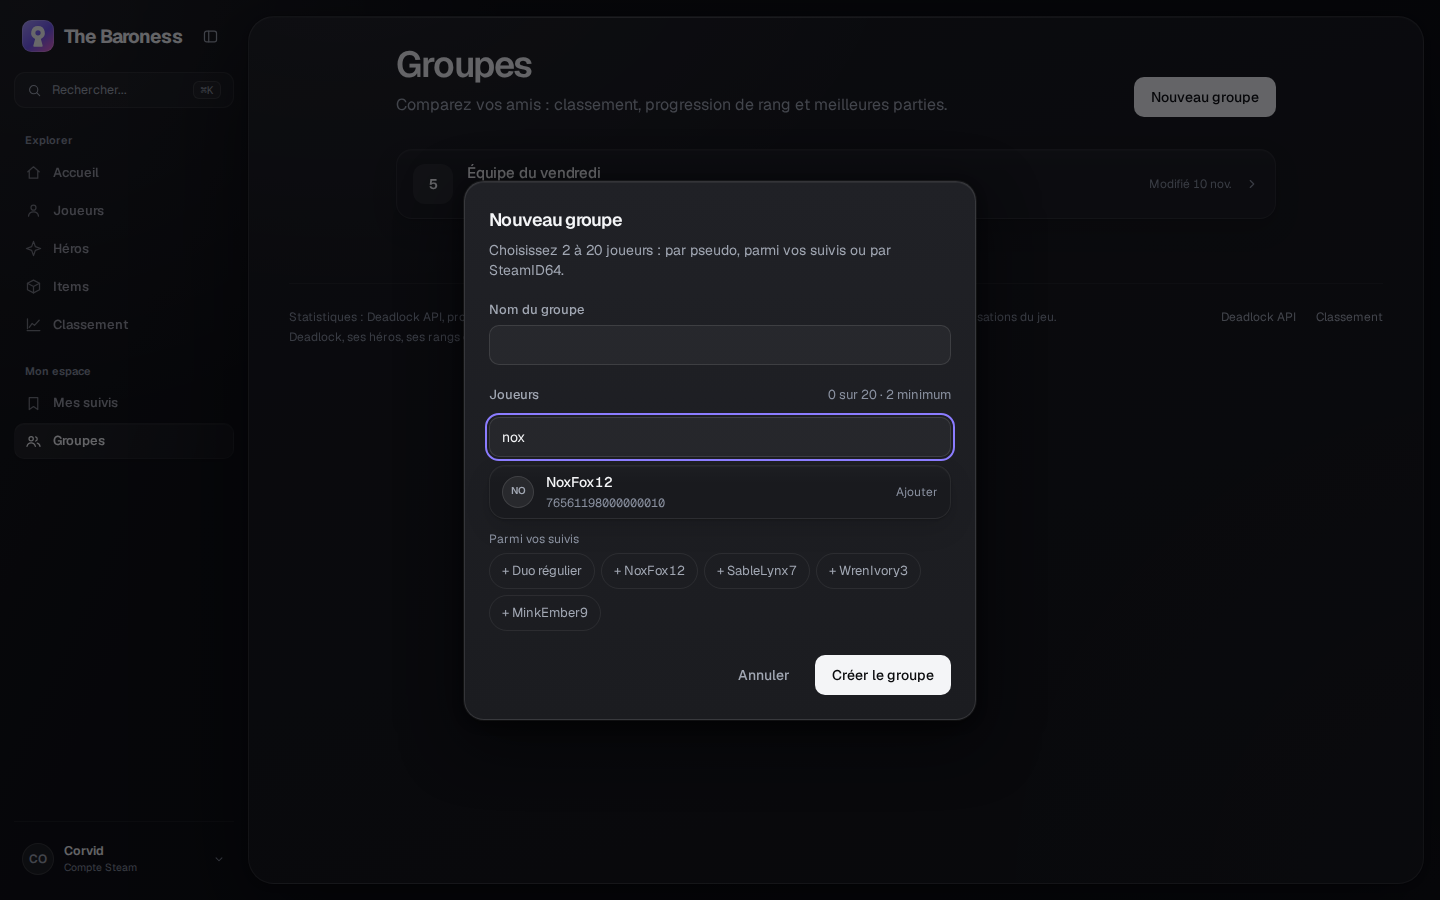 The Baroness
Rechercher...
⌘K
Explorer
Accueil
Joueurs
Héros
Items
Classement
Mon espace
Mes suivis
Groupes
CO
Corvid
Compte Steam
Groupes
Comparez vos amis : classement, progression de rang et meilleures parties.
Nouveau groupe
5
Équipe du vendredi
Modifié 10 nov.
Statistiques : Deadlock API, pro
sations du jeu.
Deadlock, ses héros, ses rangs
Deadlock API
Classement
Nouveau groupe
Choisissez 2 à 20 joueurs : par pseudo, parmi vos suivis ou par
SteamID64.
Nom du groupe
Joueurs
0 sur 20 · 2 minimum
nox
NO
NoxFox12
76561198000000010
Ajouter
Parmi vos suivis
+ Duo régulier
+ NoxFox12
+ SableLynx7
+ WrenIvory3
+ MinkEmber9
Annuler
Créer le groupe